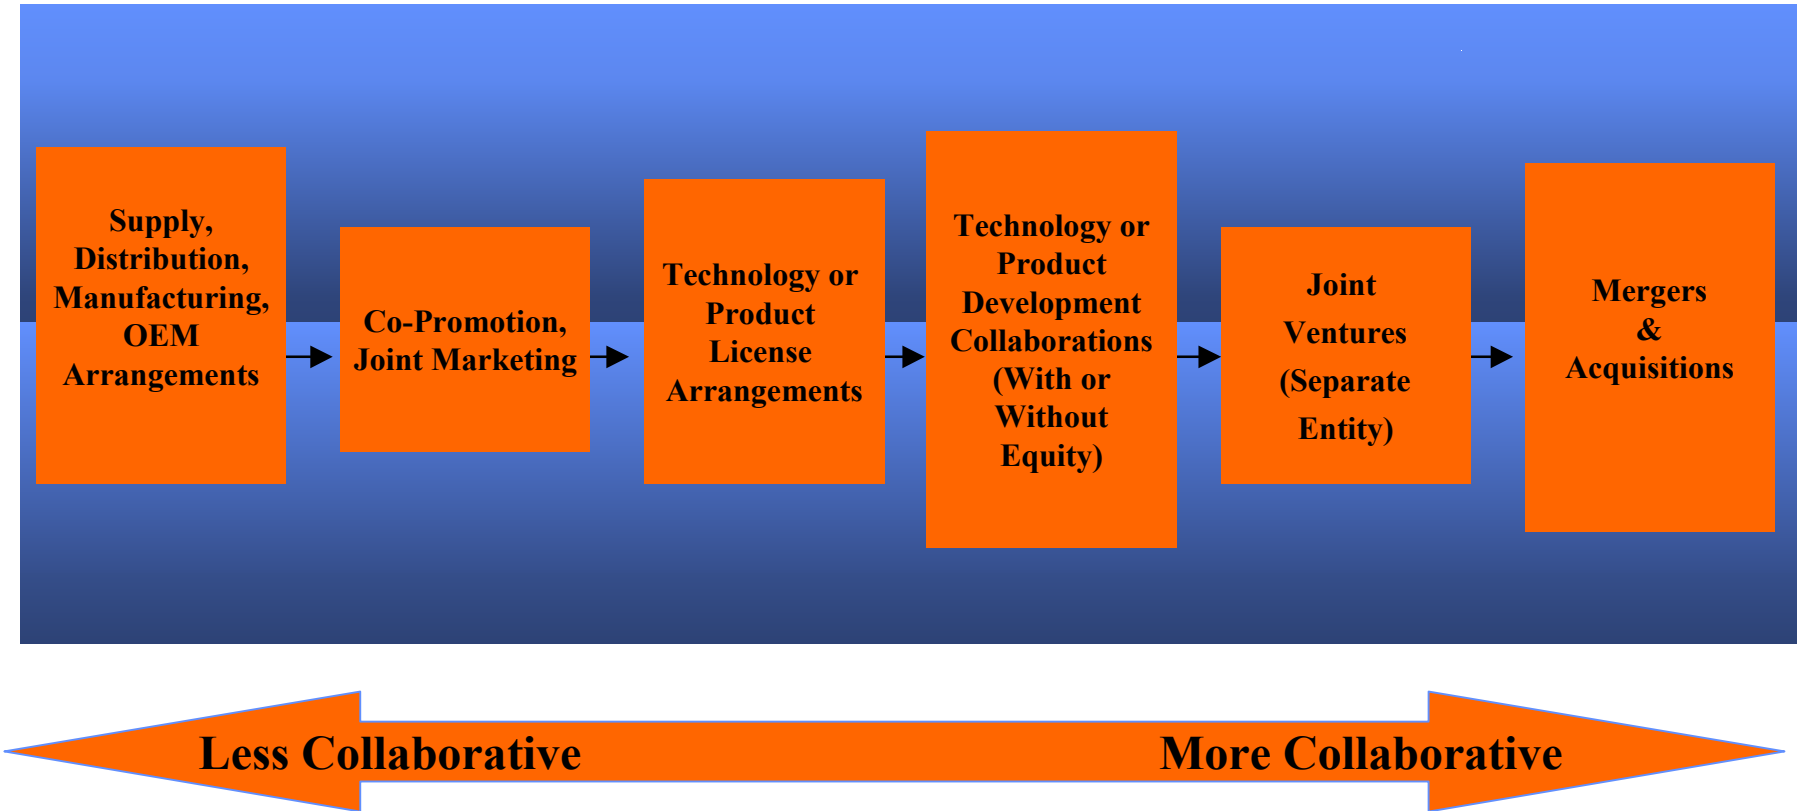 Supply,
Distribution,
Manufacturing,
OEM
Arrangements
Co-Promotion,
Joint Marketing
Technology or
Product
License
Arrangements
Technology or
Product
Development
Collaborations
(With or
Without
Equity)
Joint
Ventures
(Separate
Entity)
Mergers
&
Acquisitions
Less Collaborative
More Collaborative